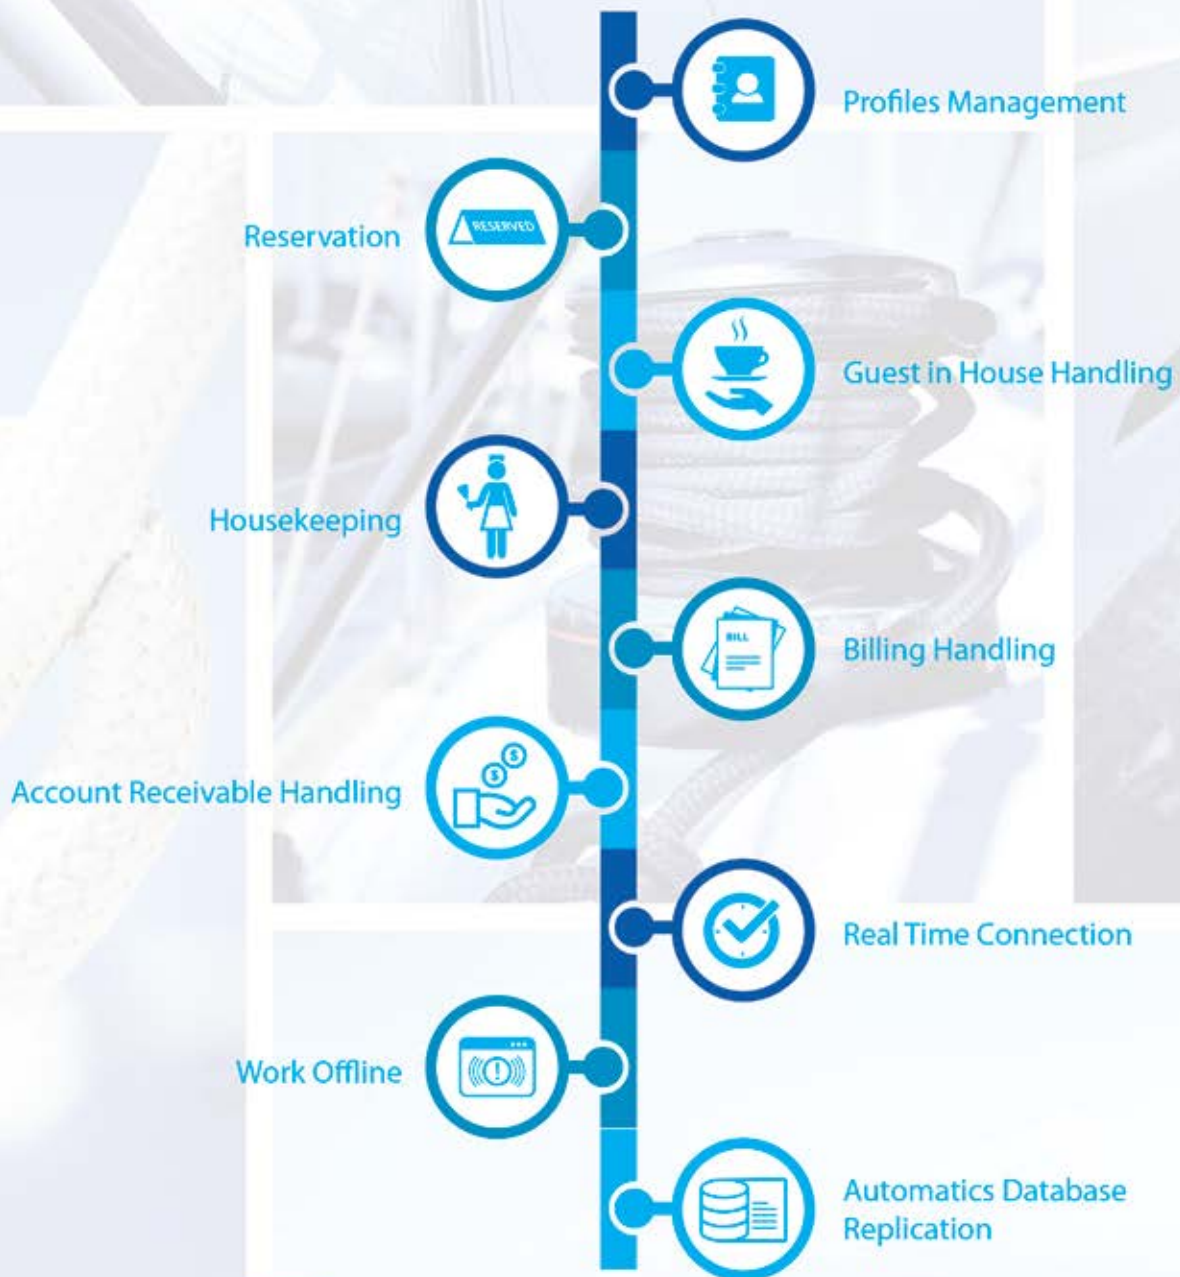 Profiles Management
RESERVED
Reservation
Guest in House Handling
Housekeeping
BILL
Billing Handling
$
$
Account Receivable Handling
Real Time Connection
Work Offline
Automatics Database
Replication